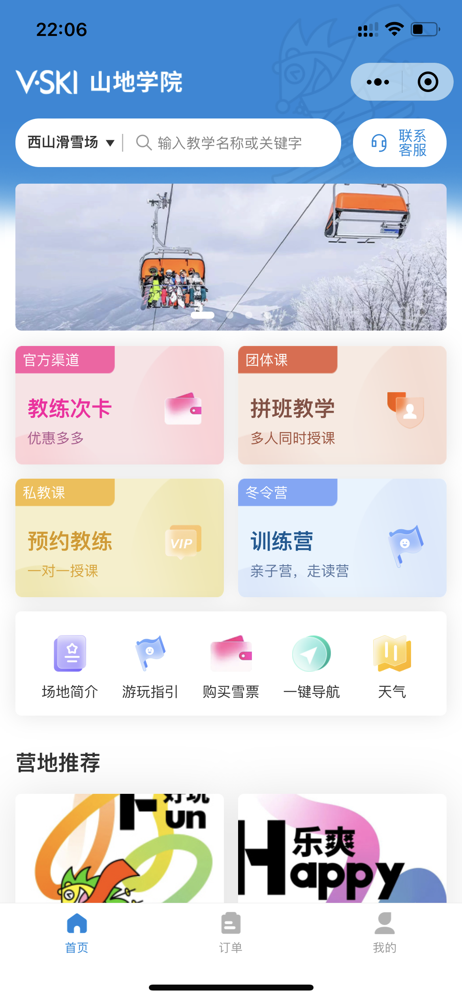 22:06
V·SKI 山地学院
西山滑雪场 ▼ 输入教学名称或关键字
联系
客服
官方渠道
教练次卡
优惠多多
团体课
拼班教学
多人同时授课
私教课
预约教练
VIP
一对一授课
冬令营
训练营
亲子营，走读营
场地简介 游玩指引 购买雪票 一键导航 天气
营地推荐
好玩
Fun
乐爽
Happy
首页 订单 我的